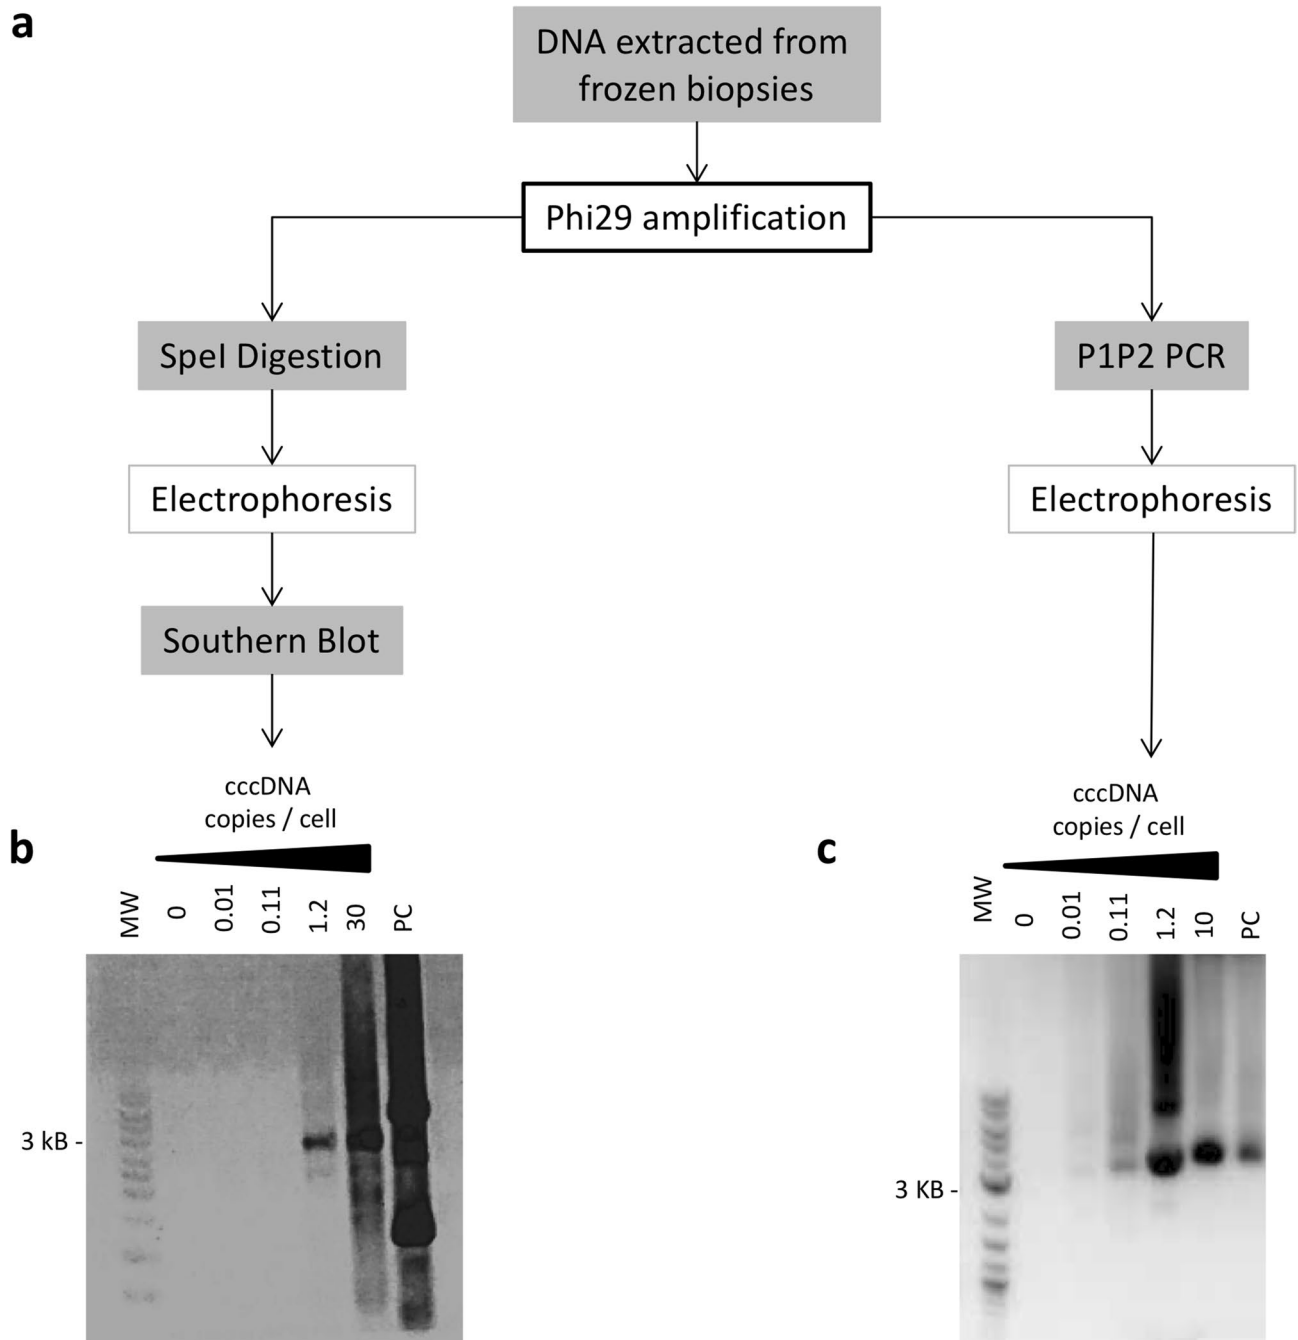 a
DNA extracted from
frozen biopsies
Phi29 amplification
SpeI Digestion
P1P2 PCR
Electrophoresis
Electrophoresis
Southern Blot
cccDNA
copies / cell
b
MW
0
0.01
0.11
1.2
30
PC
3 kB -
cccDNA
copies / cell
c
MW
0
0.01
0.11
1.2
10
PC
3 KB -